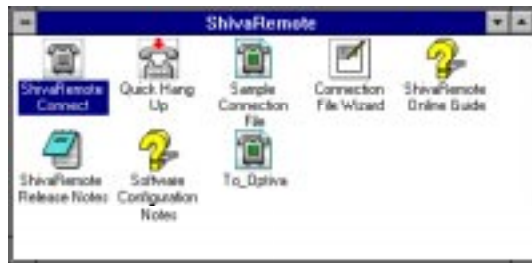 ShivaRemote
ShivaRemote
Connect
Quick Hang
Up
Sample
Connection
File
Connection
File Wizard
ShivaRemote
Online Guide
ShivaRemote
Release Notes
Software
Configuration
Notes
To_Optiva